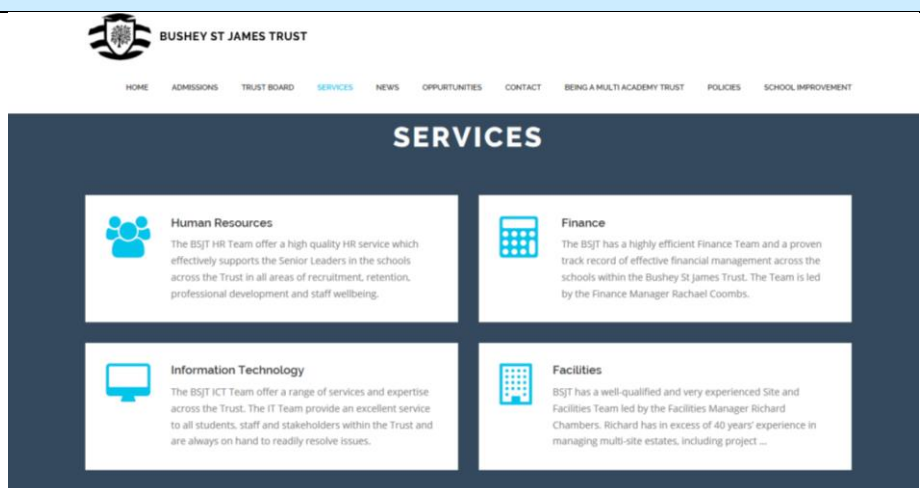 BUSHEY ST JAMES TRUST
HOME ADMISSIONS TRUST BOARD SERVICES NEWS OPPURTUNITIES CONTACT BEING A MULTI ACADEMY TRUST POLICIES SCHOOL IMPROVEMENT
SERVICES
Human Resources
The BSJT HR Team offer a high quality HR service which
effectively supports the Senior Leaders in the schools
across the Trust in all areas of recruitment, retention,
professional development and staff wellbeing.
Finance
The BSJT has a highly efficient Finance Team and a proven
track record of effective financial management across the
schools within the Bushey St James Trust. The Team is led
by the Finance Manager Rachael Coombs.
Information Technology
The BSJT ICT Team offer a range of services and expertise
across the Trust. The IT Team provide an excellent service
to all students, staff and stakeholders within the Trust and
are always on hand to readily resolve issues.
Facilities
BSJT has a well-qualified and very experienced Site and
Facilities Team led by the Facilities Manager Richard
Chambers. Richard has in excess of 40 years' experience in
managing multi-site estates, including project ...